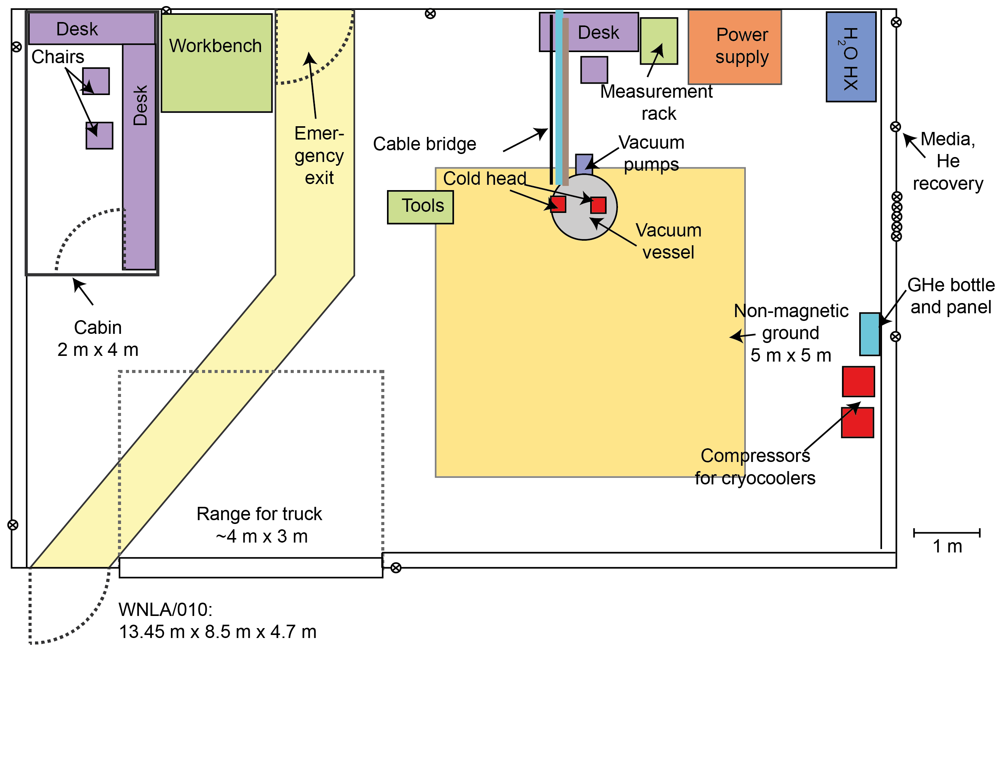 Desk
Chairs
Desk
Workbench
Emer-
gency
exit
Cabin
2 m x 4 m
Desk
Measurement
rack
Power
supply
H2O HX
Cable bridge
Vacuum
pumps
Cold head
Tools
Vacuum
vessel
Media,
He
recovery
GHe bottle
and panel
Non-magnetic
ground
5 m x 5 m
Compressors
for cryocoolers
Range for truck
~4 m x 3 m
1 m
WNLA/010:
13.45 m x 8.5 m x 4.7 m